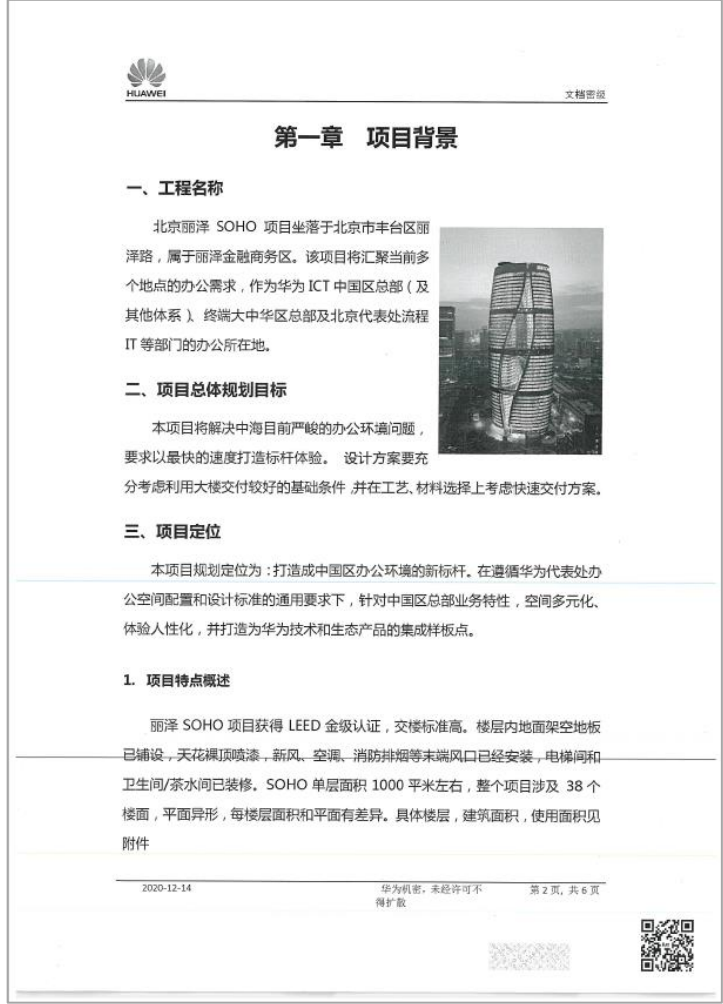 HUAWEI
文档密级
第一章 项目背景
一、工程名称
北京丽泽 SOHO 项目坐落于北京市丰台区丽
泽路，属于丽泽金融商务区。该项目将汇聚当前多
个地点的办公需求，作为华为 ICT 中国区总部（及
其他体系）、终端大中华区总部及北京代表处流程
IT 等部门的办公所在地。
二、项目总体规划目标
本项目将解决中海目前严峻的办公环境问题，
要求以最快的速度打造标杆体验。 设计方案要充
分考虑利用大楼交付较好的基础条件，并在工艺、材料选择上考虑快速交付方案。
三、项目定位
本项目规划定位为：打造成中国区办公环境的新标杆。在遵循华为代表处办
公空间配置和设计标准的通用要求下，针对中国区总部业务特性，空间多元化、
体验人性化，并打造为华为技术和生态产品的集成样板点。
1. 项目特点概述
丽泽 SOHO 项目获得 LEED 金级认证，交楼标准高。楼层内地面架空地板
已铺设，天花裸顶喷漆，新风、空调、消防排烟等末端风口已经安装，电梯间和
卫生间/茶水间已装修。SOHO 单层面积 1000 平米左右，整个项目涉及 38 个
楼面，平面异形，每楼层面积和平面有差异。具体楼层，建筑面积，使用面积见
附件
2020-12-14 华为机密，未经许可不 第 2 页, 共 6 页
得扩散